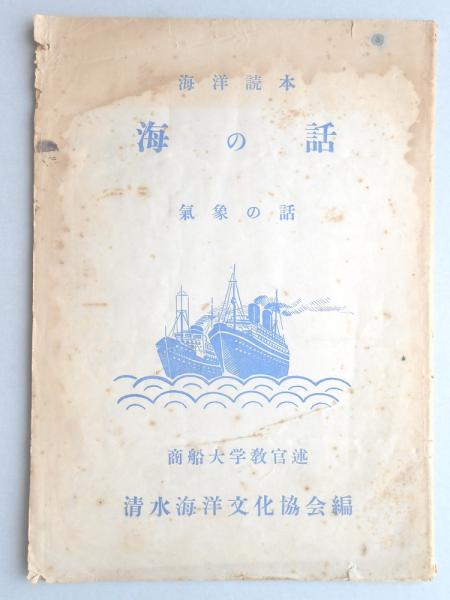 海洋読本
海の話
氣象の話
商船大学教官述
清水海洋文化協会編